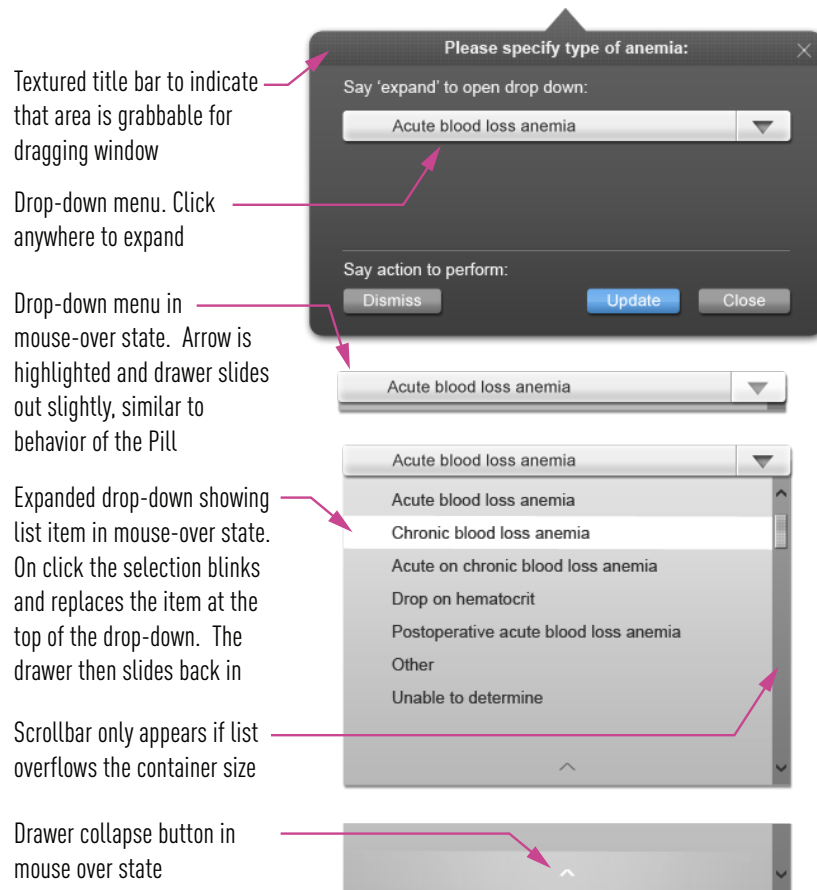 Please specify type of anemia:
Textured title bar to indicate
that area is grabbable for
dragging window
Say 'expand' to open drop down:
Acute blood loss anemia
Drop-down menu. Click
anywhere to expand
Say action to perform:
Dismiss Update Close
Drop-down menu in
mouse-over state. Arrow is
highlighted and drawer slides
out slightly, similar to
behavior of the Pill
Acute blood loss anemia
Acute blood loss anemia
Expanded drop-down showing
list item in mouse-over state.
On click the selection blinks
and replaces the item at the
top of the drop-down. The
drawer then slides back in
Acute blood loss anemia
Chronic blood loss anemia
Acute on chronic blood loss anemia
Drop on hematocrit
Postoperative acute blood loss anemia
Other
Unable to determine
Scrollbar only appears if list
overflows the container size
Drawer collapse button in
mouse over state